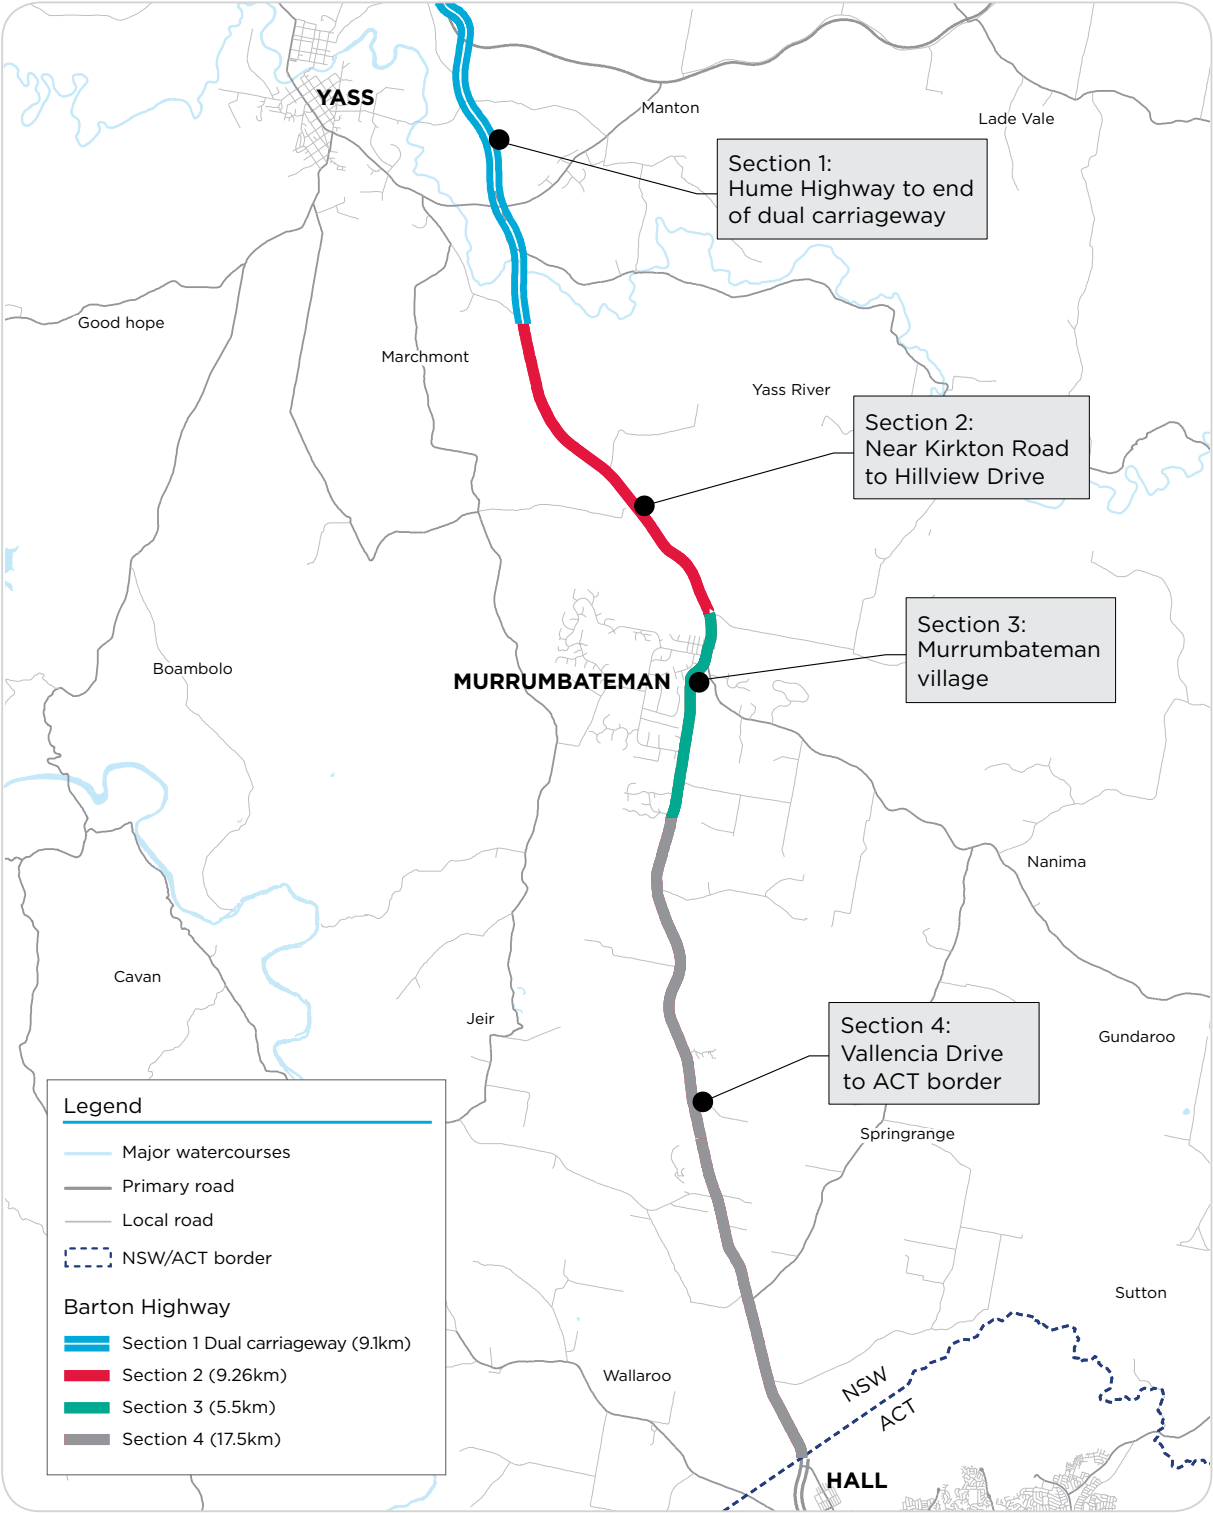 YASS
Manton
Lade Vale
Section 1:
Hume Highway to end
of dual carriageway
Good hope
Marchmont
Yass River
Section 2:
Near Kirkton Road
to Hillview Drive
Section 3:
Murrumbateman
village
Boambolo
MURRUMBATEMAN
Nanima
Cavan
Jeir
Section 4:
Vallencia Drive
to ACT border
Gundaroo
Springrange
Legend
Major watercourses
Primary road
Local road
NSW/ACT border
Barton Highway
Section 1 Dual carriageway (9.1km)
Section 2 (9.26km)
Section 3 (5.5km)
Section 4 (17.5km)
Sutton
Wallaroo
NSW
ACT
HALL